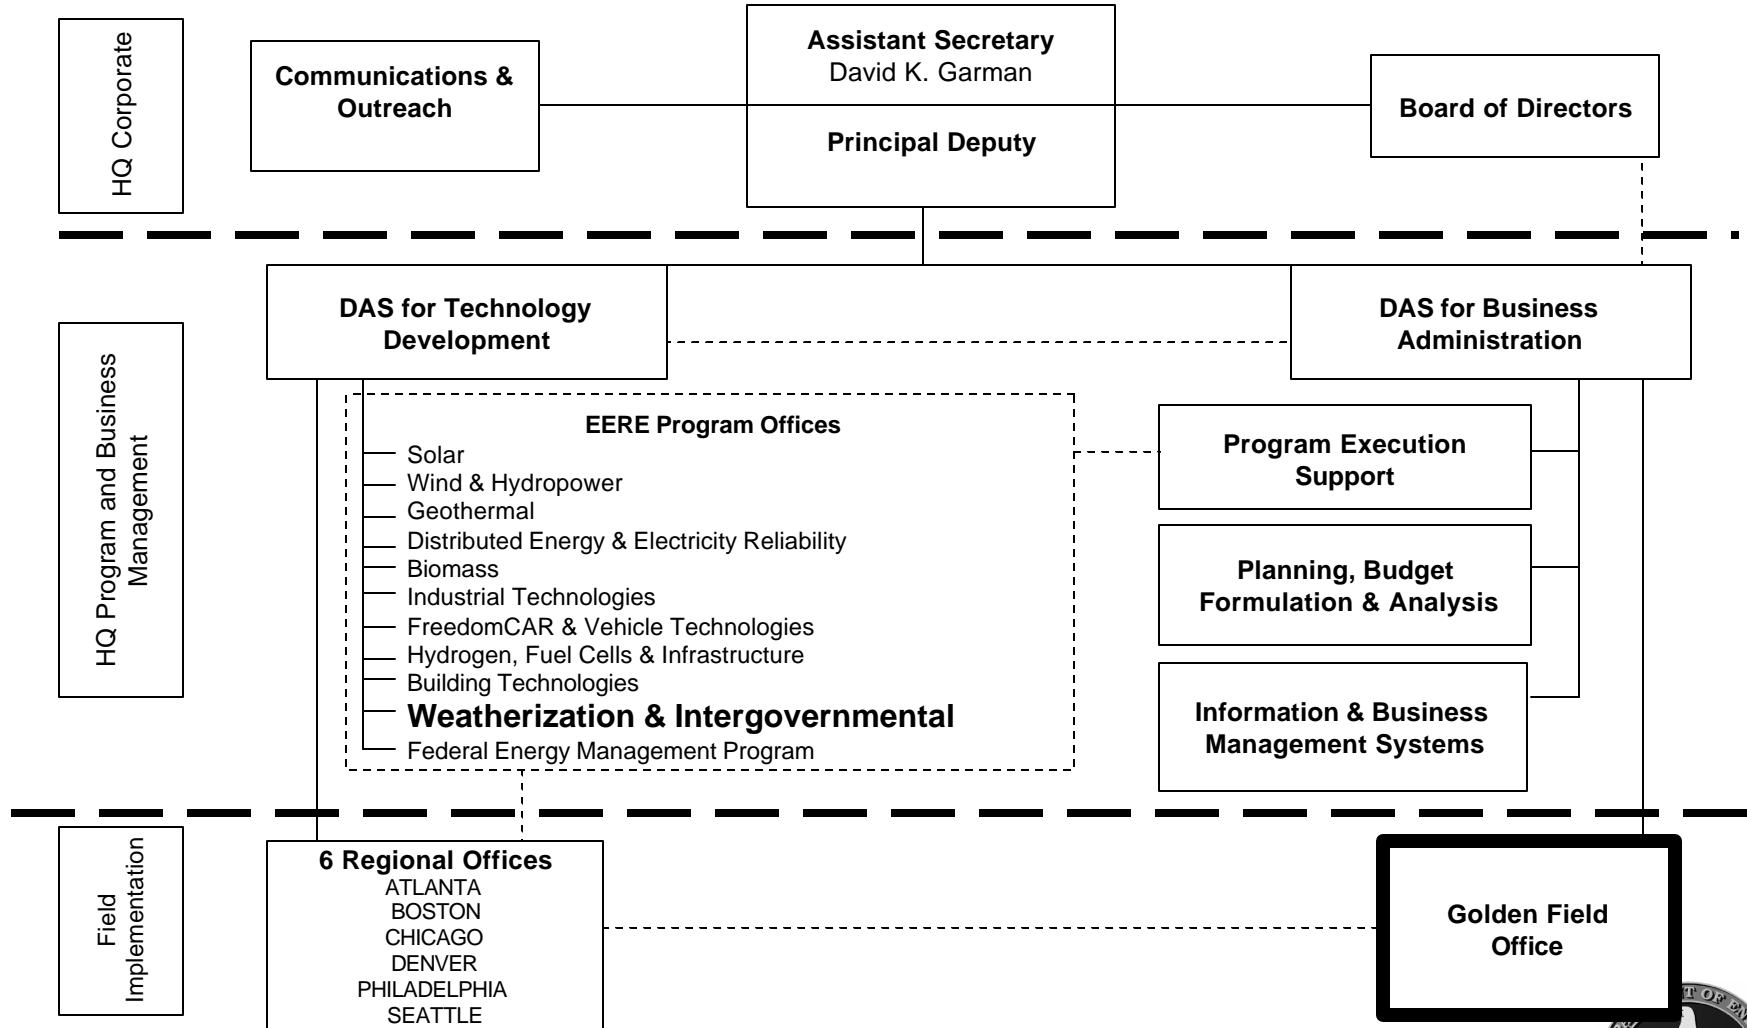 HQ Corporate
Communications &
Outreach
Assistant Secretary
David K. Garman
Principal Deputy
Board of Directors
HQ Program and Business
Management
DAS for Technology
Development
DAS for Business
Administration
EERE Program Offices
Solar
Wind & Hydropower
Geothermal
Distributed Energy & Electricity Reliability
Biomass
Industrial Technologies
FreedomCAR & Vehicle Technologies
Hydrogen, Fuel Cells & Infrastructure
Building Technologies
Weatherization & Intergovernmental
Federal Energy Management Program
Program Execution
Support
Planning, Budget
Formulation & Analysis
Information & Business
Management Systems
Field
Implementation
6 Regional Offices
ATLANTA
BOSTON
CHICAGO
DENVER
PHILADELPHIA
SEATTLE
Golden Field
Office
OF